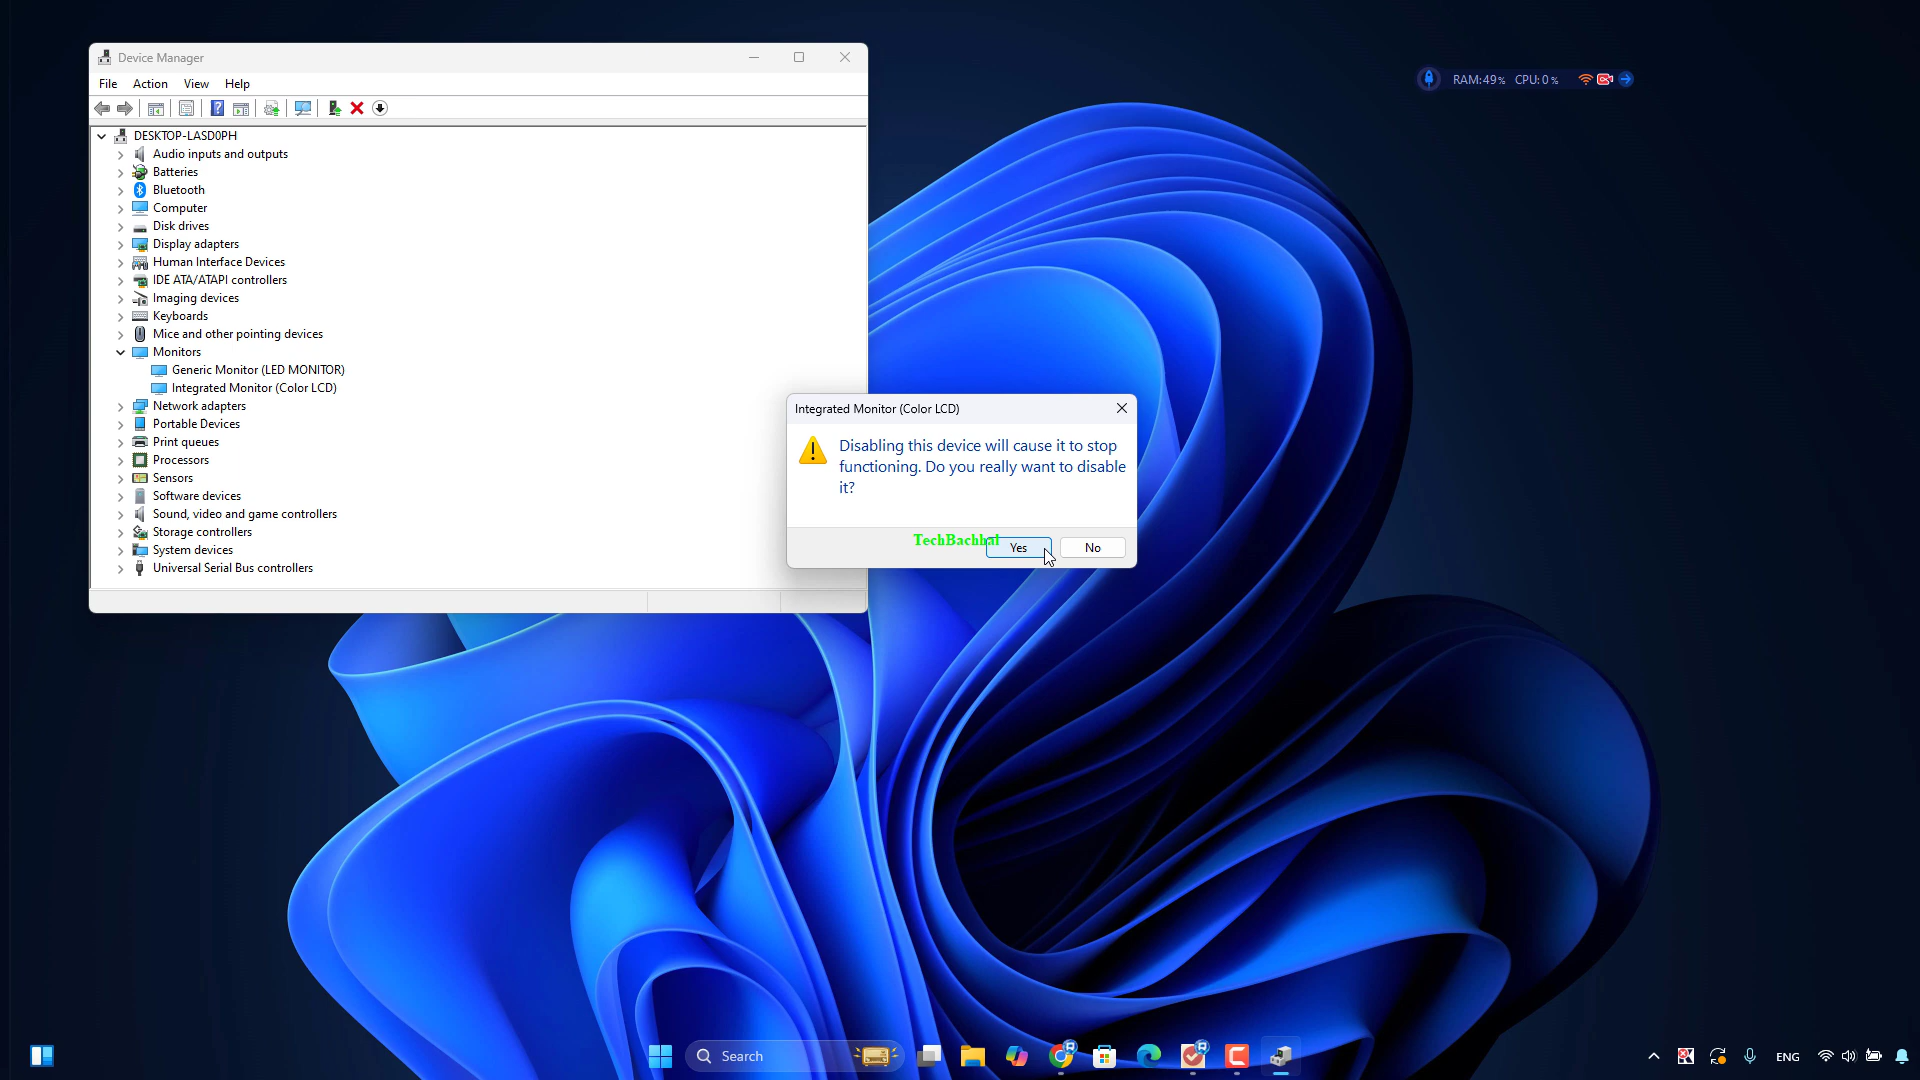 Device Manager
File Action View Help
DESKTOP-LASD0PH
Audio inputs and outputs
Batteries
Bluetooth
Computer
Disk drives
Display adapters
Human Interface Devices
IDE ATA/ATAPI controllers
Imaging devices
Keyboards
Mice and other pointing devices
Monitors
Generic Monitor (LED MONITOR)
Integrated Monitor (Color LCD)
Network adapters
Portable Devices
Print queues
Processors
Sensors
Software devices
Sound, video and game controllers
Storage controllers
System devices
Universal Serial Bus controllers
RAM:49% CPU:0%
Integrated Monitor (Color LCD)
Disabling this device will cause it to stop
functioning. Do you really want to disable
it?
TechBachhal
Yes No
Search
ENG